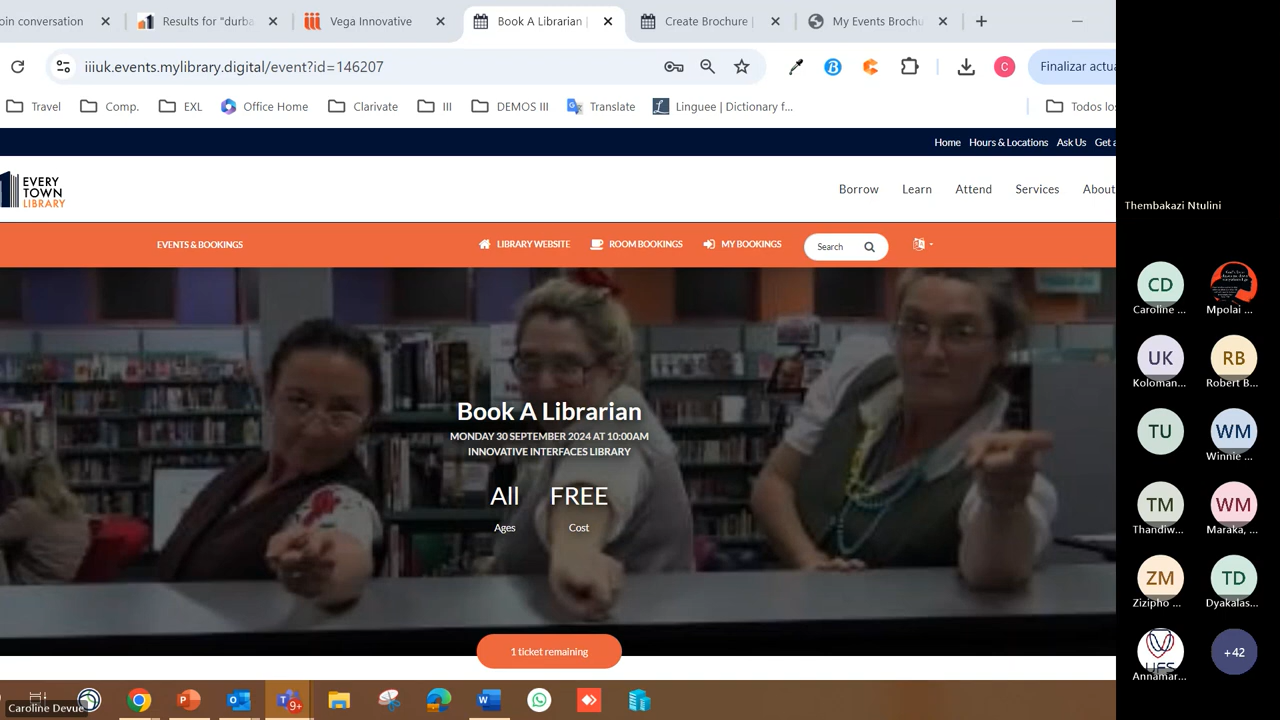 oin conversation
Results for "durba
Vega Innovative
Book A Librarian |
Create Brochure |
My Events Brochu
iiiuk.events.mylibrary.digital/event?id=146207
C
Finalizar actua
Travel
Comp.
EXL
Office Home
Clarivate
III
DEMOS III
Translate
Linguee | Dictionary f...
Todos lo
Home
Hours & Locations
Ask Us
Get a
EVERY
TOWN
LIBRARY
Borrow
Learn
Attend
Services
About
EVENTS & BOOKINGS
LIBRARY WEBSITE
ROOM BOOKINGS
MY BOOKINGS
Search
Book A Librarian
MONDAY 30 SEPTEMBER 2024 AT 10:00AM
INNOVATIVE INTERFACES LIBRARY
All FREE
Ages Cost
1 ticket remaining
9+
Caroline Devue
Thembakazi Ntulini
CD
Caroline ...
Mpolai ...
UK
Koloman...
RB
Robert B...
TU
WM
Winnie ...
TM
Thandiw...
WM
Maraka, ...
ZM
Zizipho ...
TD
Dyakalas...
UFS
Annamar...
+42